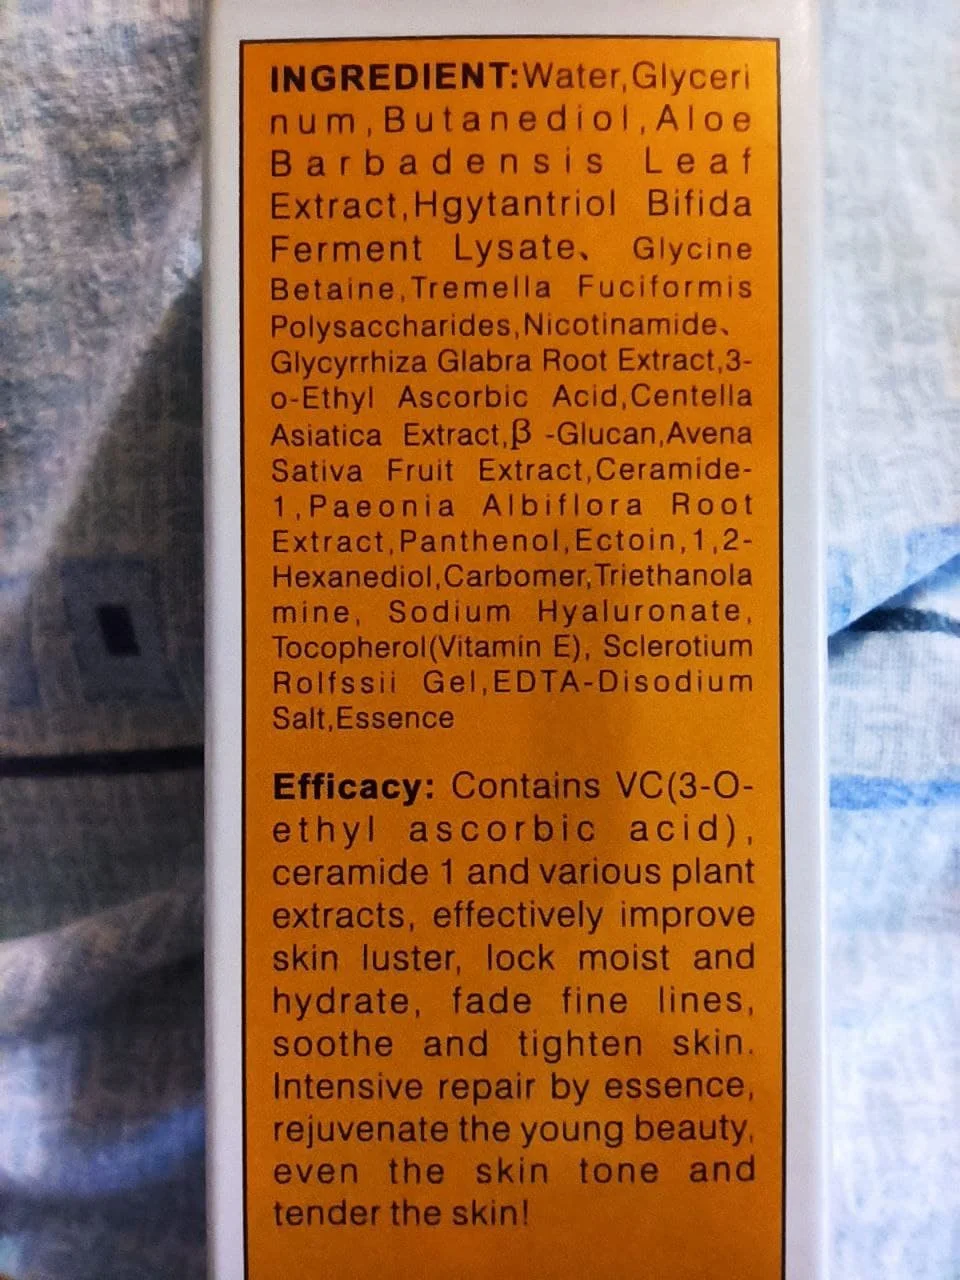 INGREDIENT:Water,Glyceri
num,Butanediol,Aloe
Barbadensis Leaf
Extract,Hgytantriol Bifida
Ferment Lysate、 Glycine
Betaine,Tremella Fuciformis
Polysaccharides,Nicotinamide、
Glycyrrhiza Glabra Root Extract,3-
o-Ethyl Ascorbic Acid,Centella
Asiatica Extract,β -Glucan,Avena
Sativa Fruit Extract,Ceramide-
1,Paeonia Albiflora Root
Extract,Panthenol,Ectoin,1,2-
Hexanediol,Carbomer,Triethanola
mine, Sodium Hyaluronate,
Tocopherol(Vitamin E), Sclerotium
Rolfssii Gel,EDTA-Disodium
Salt,Essence
Efficacy: Contains VC(3-O-
ethyl ascorbic acid),
ceramide 1 and various plant
extracts, effectively improve
skin luster, lock moist and
hydrate, fade fine lines,
soothe and tighten skin.
Intensive repair by essence,
rejuvenate the young beauty,
even the skin tone and
tender the skin!